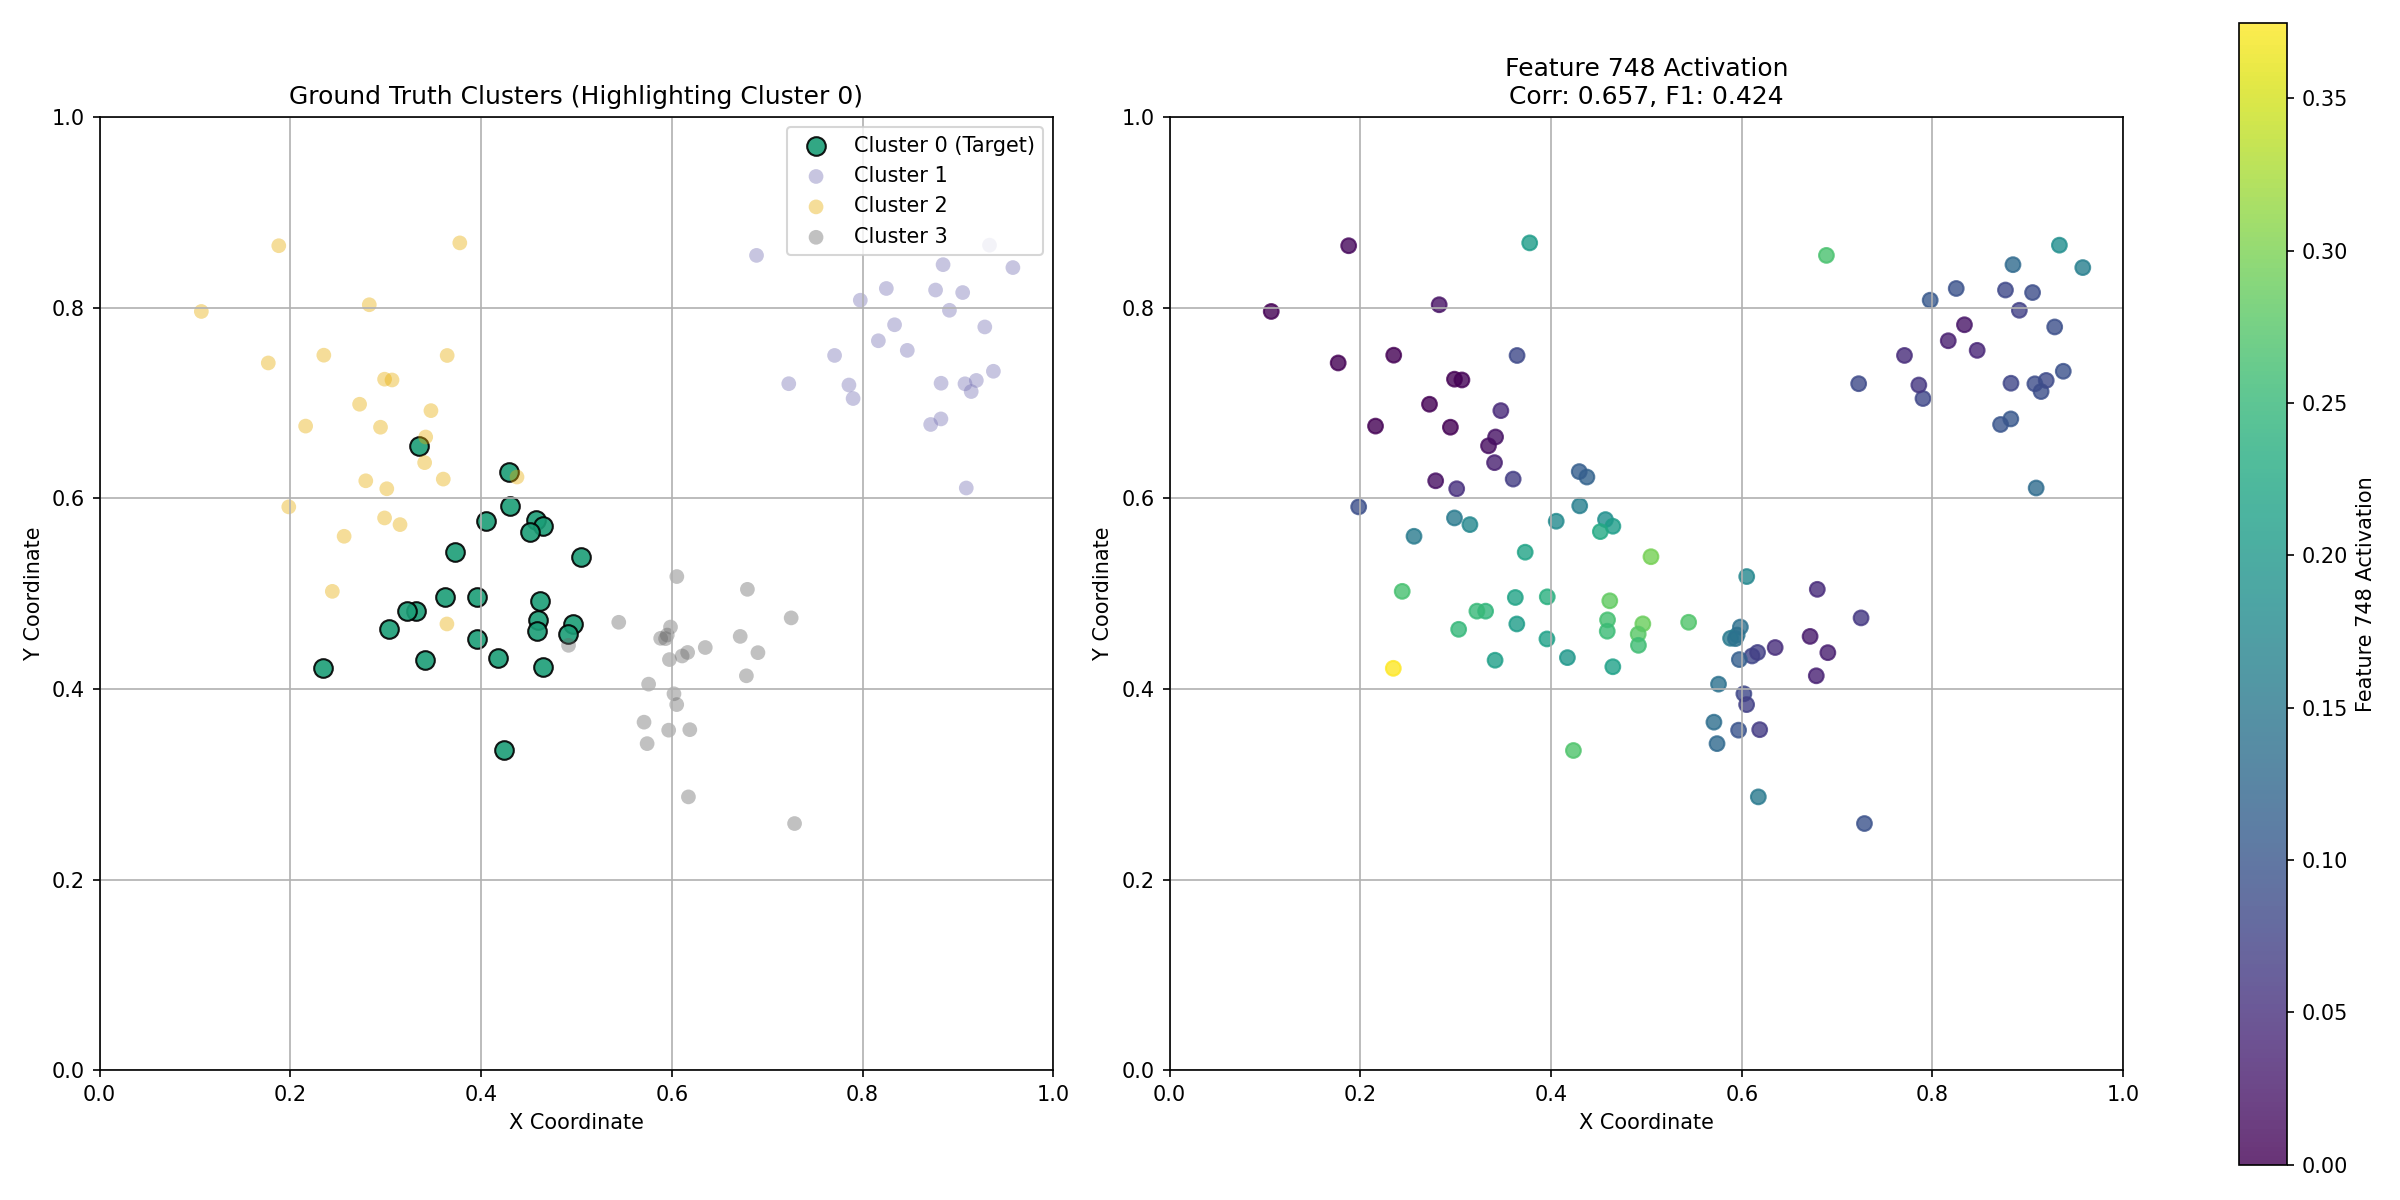 Ground Truth Clusters (Highlighting Cluster 0)
Cluster 0 (Target)
Cluster 1
Cluster 2
Cluster 3
Y Coordinate
1.0
0.8
0.6
0.4
0.2
0.0
0.0 0.2 0.4 0.6 0.8 1.0
X Coordinate
Feature 748 Activation
Corr: 0.657, F1: 0.424
Y Coordinate
1.0
0.8
0.6
0.4
0.2
0.0
0.0 0.2 0.4 0.6 0.8 1.0
X Coordinate
0.35
0.30
0.25
0.20
0.15
0.10
0.05
0.00
Feature 748 Activation